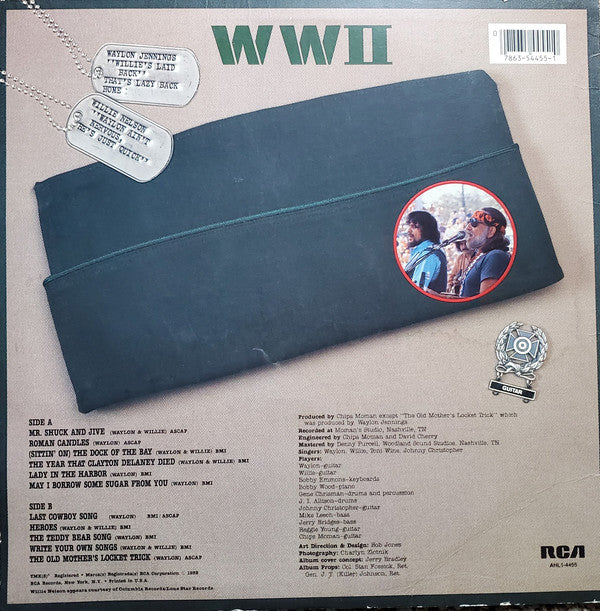 WWII
0
7863-54455-1
WAYLON JENNINGS
"WILLIE'S LAID
BACK"
THAT'S LAZY BACK
HOME
WILLIE NELSON
"WAYLON AIN'T
NERVOUS,
HE'S JUST QUICK"
GUITAR
SIDE A
MR. SHUCK AND JIVE (WAYLON & WILLIE) ASCAP
ROMAN CANDLES (WAYLON) ASCAP
(SITTIN' ON) THE DOCK OF THE BAY (WAYLON & WILLIE) BMI
THE YEAR THAT CLAYTON DELANEY DIED (WAYLON & WILLIE) BMI
LADY IN THE HARBOR (WAYLON) BMI
MAY I BORROW SOME SUGAR FROM YOU (WAYLON) BMI
SIDE B
LAST COWBOY SONG (WAYLON) BMI/ASCAP
HEROES (WAYLON & WILLIE) BMI
THE TEDDY BEAR SONG (WAYLON) BMI
WRITE YOUR OWN SONGS (WAYLON & WILLIE) BMI
THE OLD MOTHER'S LOCKET TRICK (WAYLON) ASCAP
TMK(S)® Registered • Marca(s) Registrada(s) RCA Corporation © 1982
RCA Records, New York, N.Y. • Printed in U.S.A.
Willie Nelson appears courtesy of Columbia Records/Lone Star Records
Produced by Chips Moman except "The Old Mother's Locket Trick" which
was produced by Waylon Jennings
Recorded at Moman's Studio, Nashville, TN
Engineered by Chips Moman and David Cherry
Mastered by Denny Purcell, Woodland Sound Studios, Nashville, TN
Singers: Waylon, Willie, Toni Wine, Johnny Christopher
Players:
Waylon-guitar
Willie-guitar
Bobby Emmons-keyboards
Bobby Wood-piano
Gene Chrisman-drums and percussion
J. I. Allison-drums
Johnny Christopher-guitar
Mike Leech-bass
Jerry Bridges-bass
Reggie Young-guitar
Chips Moman-guitar
Art Direction & Design: Rob Jones
Photography: Charlyn Zlotnik
Album cover concept: Jerry Bradley
Album Props: Col Stan Fossick, Ret.
Gen. J. T. (Killer) Johnson, Ret.
RCA
AHL1-4455